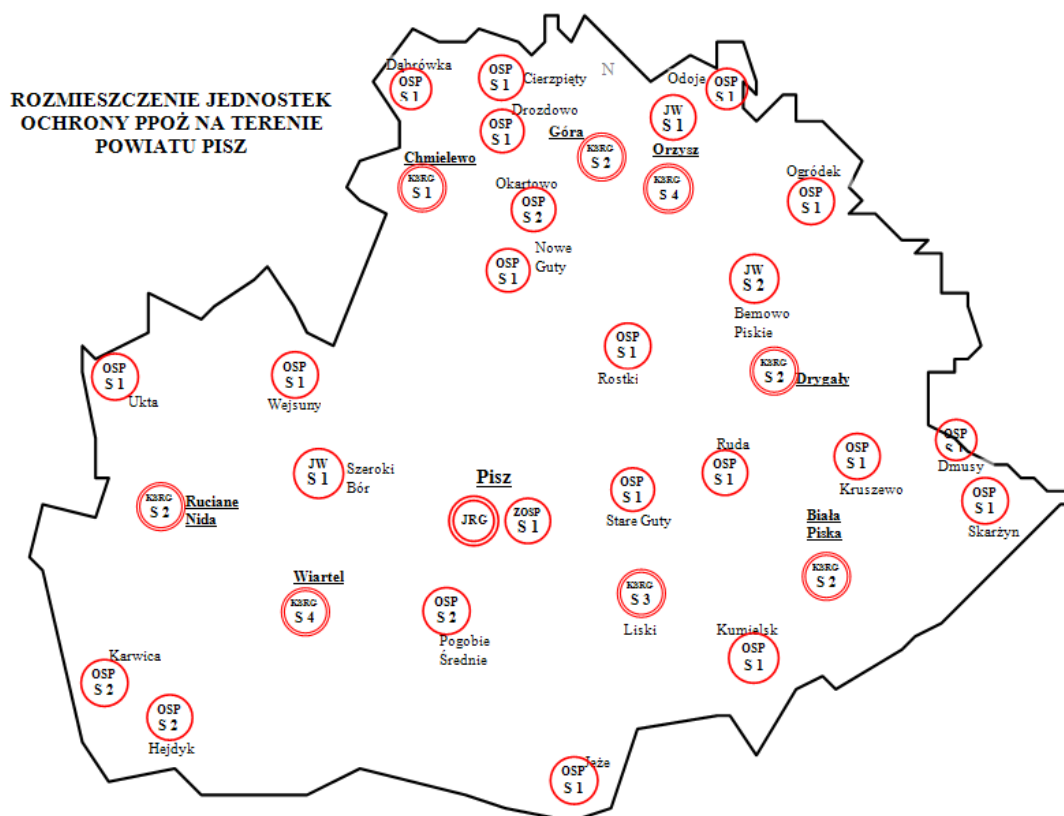 ROZMIESZCZENIE JEDNOSTEK
OCHRONY PPOŻ NA TERENIE
POWIATU PISZ
N
Dąbrówka
OSP
S 1
OSP
S 1
Cierzpięty
Odoje
OSP
S 1
Drozdowo
OSP
S 1
JW
S 1
Góra
KSRG
S 2
Orzysz
KSRG
S 4
Chmielewo
KSRG
S 1
Ogródek
OSP
S 1
Okartowo
OSP
S 2
Nowe
Guty
OSP
S 1
JW
S 2
Bemowo
Piskie
OSP
S 1
Rostki
KSRG
S 2
Drygały
OSP
S 1
Ukta
OSP
S 1
Wejsuny
JW
S 1
Szeroki
Bór
KSRG
S 2
Ruciane
Nida
Pisz
JRG
ZOSP
S 1
OSP
S 1
Stare Guty
Ruda
OSP
S 1
OSP
S 1
Kruszewo
OSP
S 1
Dmusy
OSP
S 1
Skarżyn
Biała
Piska
KSRG
S 2
Wiartel
KSRG
S 4
OSP
S 2
Pogobie
Średnie
KSRG
S 3
Liski
Kumielsk
OSP
S 1
Karwica
OSP
S 2
OSP
S 2
Hejdyk
Jeże
OSP
S 1